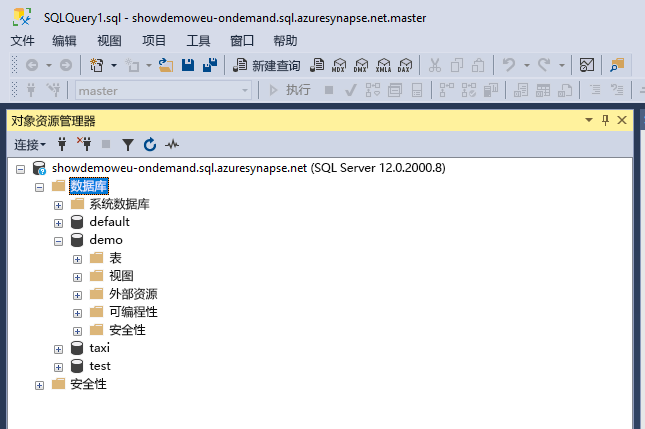 SQLQuery1.sql - showdemoweu-ondemand.sql.azuresynapse.net.master
文件 编辑 视图 项目 工具 窗口 帮助
新建查询 MDX DMX XMLA DAX
master 执行
对象资源管理器
连接
showdemoweu-ondemand.sql.azuresynapse.net (SQL Server 12.0.2000.8)
数据库
系统数据库
default
demo
表
视图
外部资源
可编程性
安全性
taxi
test
安全性